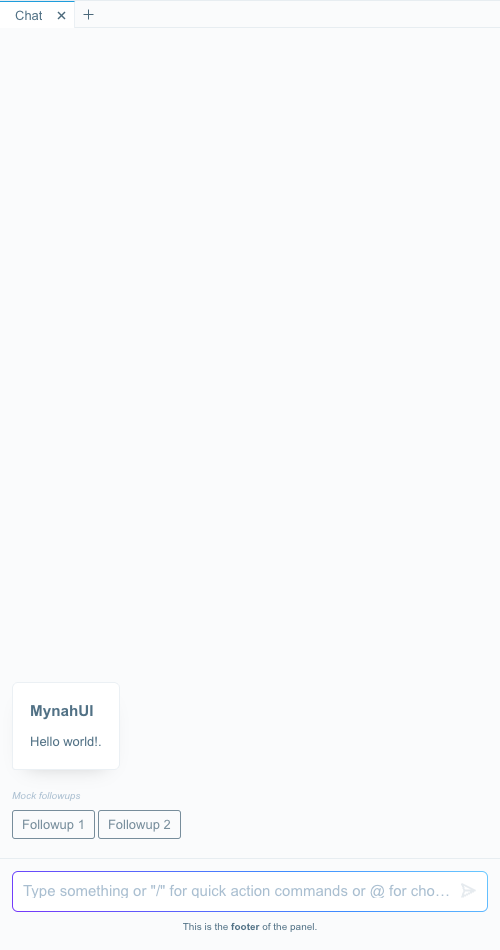 Chat
MynahUI
Hello world!.
Mock followups
Followup 1 Followup 2
Type something or "/" for quick action commands or @ for cho...
This is the footer of the panel.